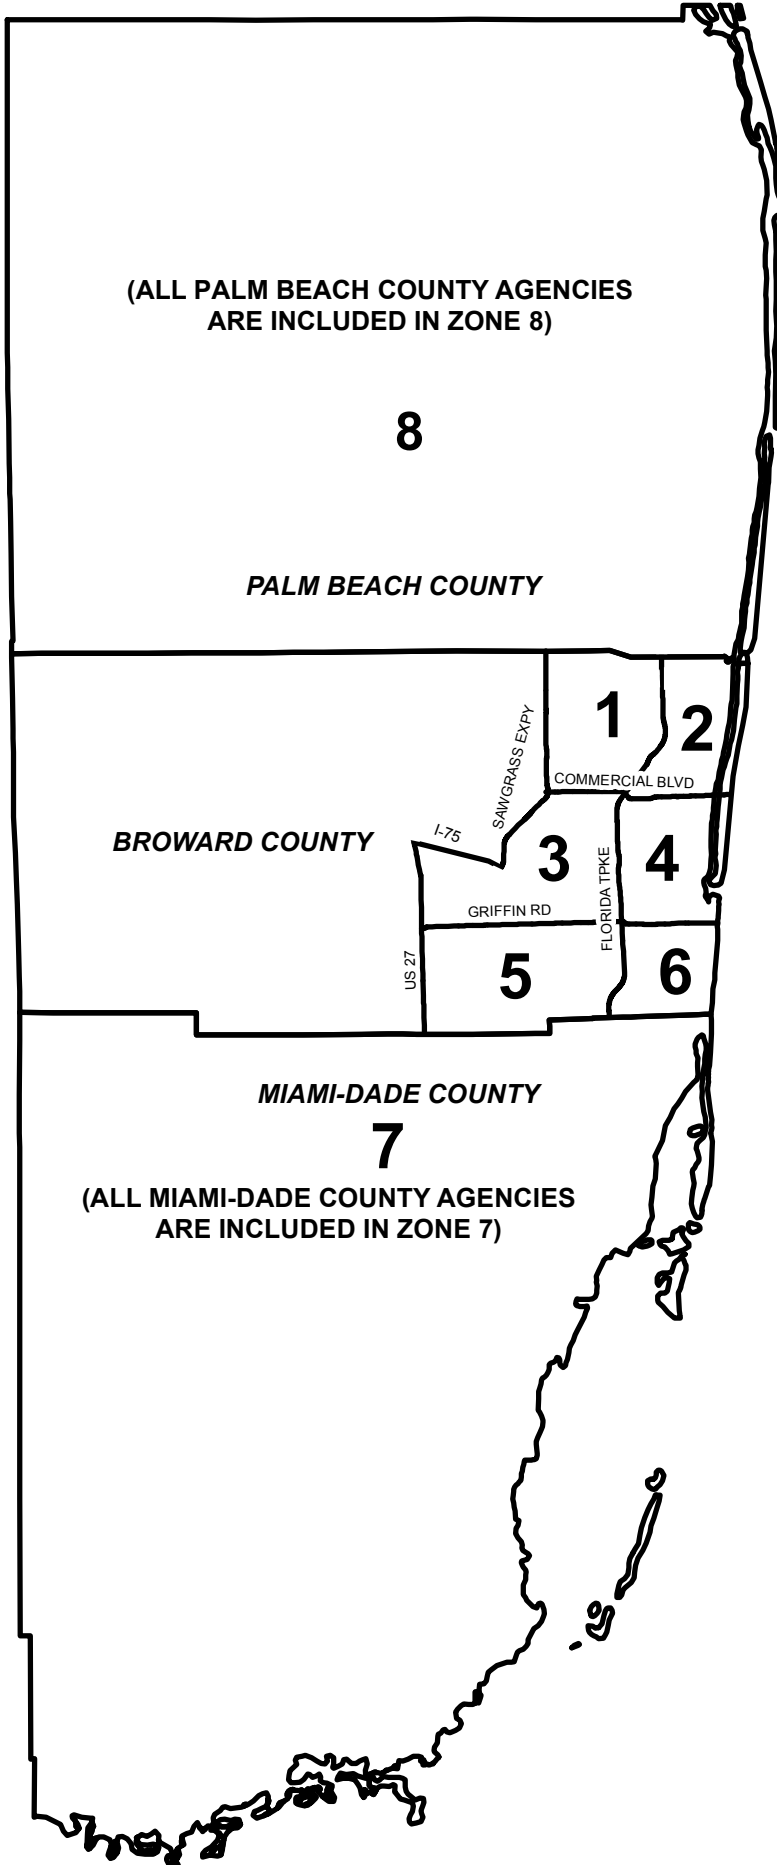 (ALL PALM BEACH COUNTY AGENCIES
ARE INCLUDED IN ZONE 8)
8
PALM BEACH COUNTY
1
2
SAWGRASS EXPY
COMMERCIAL BLVD
I-75
BROWARD COUNTY
3
4
FLORIDA TPKE
GRIFFIN RD
US 27
5
6
MIAMI-DADE COUNTY
7
(ALL MIAMI-DADE COUNTY AGENCIES
ARE INCLUDED IN ZONE 7)